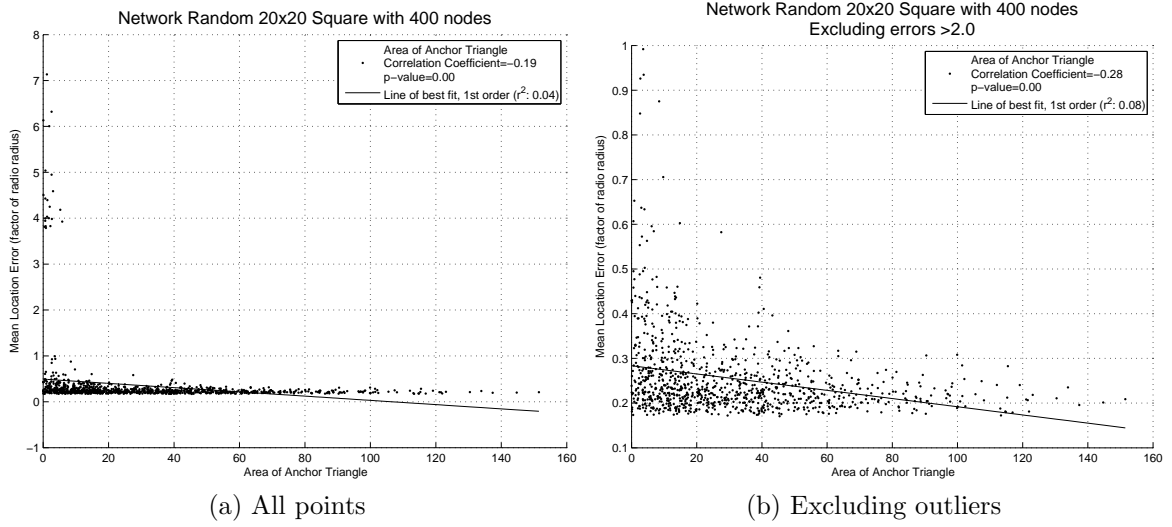 Network Random 20x20 Square with 400 nodes
8
7
6
5
4
3
2
1
0
−1
Mean Location Error (factor of radio radius)
Area of Anchor Triangle
Correlation Coefficient=−0.19
p−value=0.00
Line of best fit, 1st order (r²: 0.04)
0 20 40 60 80 100 120 140 160
Area of Anchor Triangle
(a) All points
Network Random 20x20 Square with 400 nodes
Excluding errors >2.0
1
0.9
0.8
0.7
0.6
0.5
0.4
0.3
0.2
0.1
Mean Location Error (factor of radio radius)
Area of Anchor Triangle
Correlation Coefficient=−0.28
p−value=0.00
Line of best fit, 1st order (r²: 0.08)
0 20 40 60 80 100 120 140 160
Area of Anchor Triangle
(b) Excluding outliers